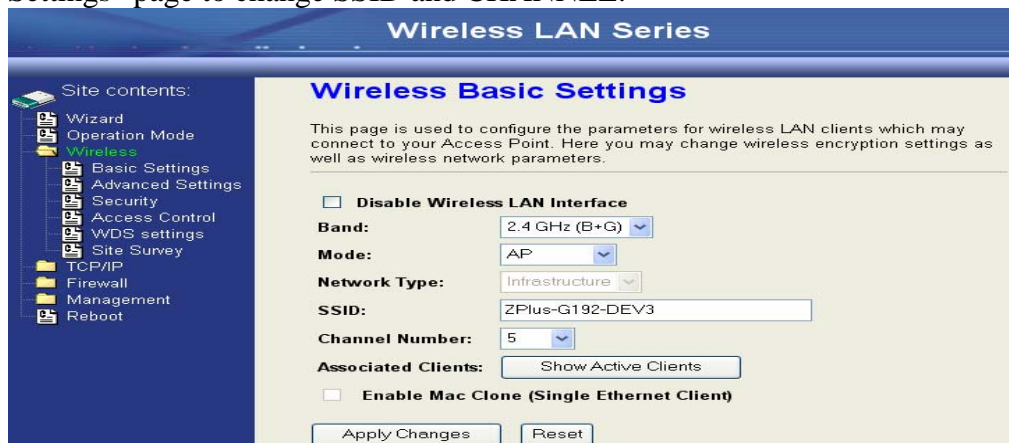 Settings" page to change SSID and CHANNEL.
Wireless LAN Series
Site contents:
Wizard
Operation Mode
Wireless
Basic Settings
Advanced Settings
Security
Access Control
WDS settings
Site Survey
TCP/IP
Firewall
Management
Reboot
Wireless Basic Settings
This page is used to configure the parameters for wireless LAN clients which may
connect to your Access Point. Here you may change wireless encryption settings as
well as wireless network parameters.
Disable Wireless LAN Interface
Band: 2.4 GHz (B+G)
Mode: AP
Network Type: Infrastructure
SSID: ZPlus-G192-DEV3
Channel Number: 5
Associated Clients: Show Active Clients
Enable Mac Clone (Single Ethernet Client)
Apply Changes Reset